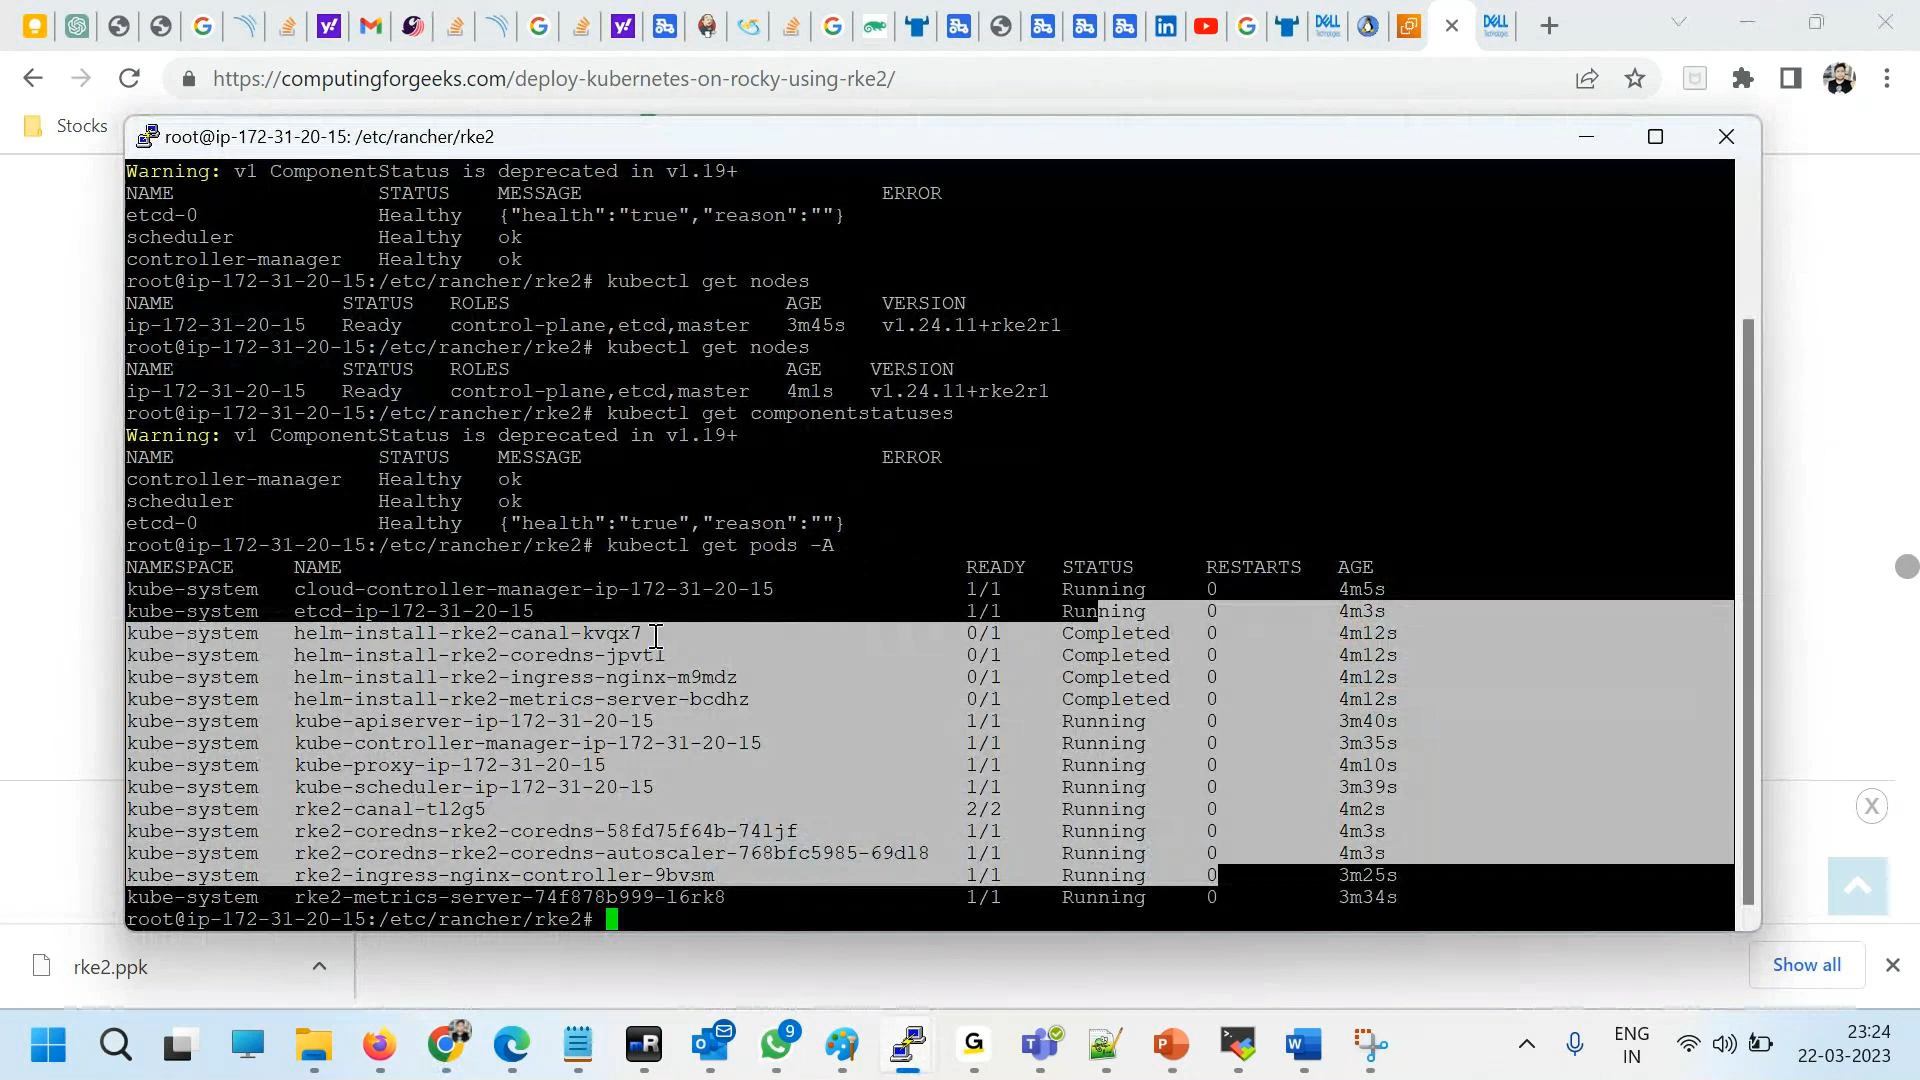 https://computingforgeeks.com/deploy-kubernetes-on-rocky-using-rke2/
Stocks
root@ip-172-31-20-15: /etc/rancher/rke2
Warning: v1 ComponentStatus is deprecated in v1.19+
NAME STATUS MESSAGE ERROR
etcd-0 Healthy {"health":"true","reason":""}
scheduler Healthy ok
controller-manager Healthy ok
root@ip-172-31-20-15:/etc/rancher/rke2# kubectl get nodes
NAME STATUS ROLES AGE VERSION
ip-172-31-20-15 Ready control-plane,etcd,master 3m45s v1.24.11+rke2r1
root@ip-172-31-20-15:/etc/rancher/rke2# kubectl get nodes
NAME STATUS ROLES AGE VERSION
ip-172-31-20-15 Ready control-plane,etcd,master 4m1s v1.24.11+rke2r1
root@ip-172-31-20-15:/etc/rancher/rke2# kubectl get componentstatuses
Warning: v1 ComponentStatus is deprecated in v1.19+
NAME STATUS MESSAGE ERROR
controller-manager Healthy ok
scheduler Healthy ok
etcd-0 Healthy {"health":"true","reason":""}
root@ip-172-31-20-15:/etc/rancher/rke2# kubectl get pods -A
NAMESPACE NAME READY STATUS RESTARTS AGE
kube-system cloud-controller-manager-ip-172-31-20-15 1/1 Running 0 4m5s
kube-system etcd-ip-172-31-20-15 1/1 Running 0 4m3s
kube-system helm-install-rke2-canal-kvqx7 0/1 Completed 0 4m12s
kube-system helm-install-rke2-coredns-jpvtl 0/1 Completed 0 4m12s
kube-system helm-install-rke2-ingress-nginx-m9mdz 0/1 Completed 0 4m12s
kube-system helm-install-rke2-metrics-server-bcdhz 0/1 Completed 0 4m12s
kube-system kube-apiserver-ip-172-31-20-15 1/1 Running 0 3m40s
kube-system kube-controller-manager-ip-172-31-20-15 1/1 Running 0 3m35s
kube-system kube-proxy-ip-172-31-20-15 1/1 Running 0 4m10s
kube-system kube-scheduler-ip-172-31-20-15 1/1 Running 0 3m39s
kube-system rke2-canal-tl2g5 2/2 Running 0 4m2s
kube-system rke2-coredns-rke2-coredns-58fd75f64b-74ljf 1/1 Running 0 4m3s
kube-system rke2-coredns-rke2-coredns-autoscaler-768bfc5985-69dl8 1/1 Running 0 4m3s
kube-system rke2-ingress-nginx-controller-9bvsm 1/1 Running 0 3m25s
kube-system rke2-metrics-server-74f878b999-l6rk8 1/1 Running 0 3m34s
root@ip-172-31-20-15:/etc/rancher/rke2#
rke2.ppk
Show all
9
ENG
IN
23:24
22-03-2023